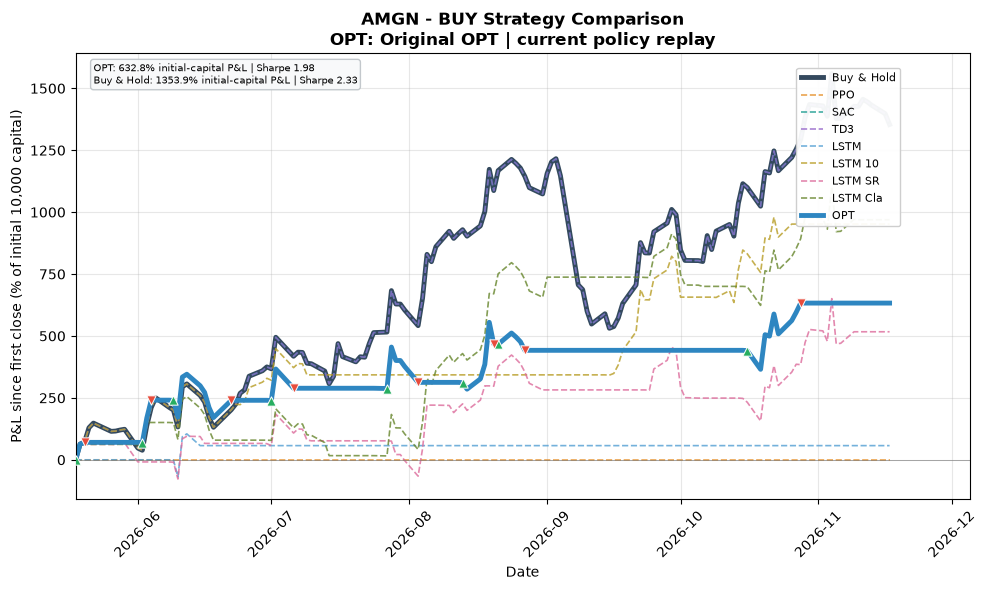 AMGN - BUY Strategy Comparison
OPT: Original OPT | current policy replay
OPT: 632.8% initial-capital P&L | Sharpe 1.98
Buy & Hold: 1353.9% initial-capital P&L | Sharpe 2.33
Buy & Hold
PPO
SAC
TD3
LSTM
LSTM 10
LSTM SR
LSTM Cla
OPT
P&L since first close (% of initial 10,000 capital)
1500
1250
1000
750
500
250
0
2026-06
2026-07
2026-08
2026-09
2026-10
2026-11
2026-12
Date